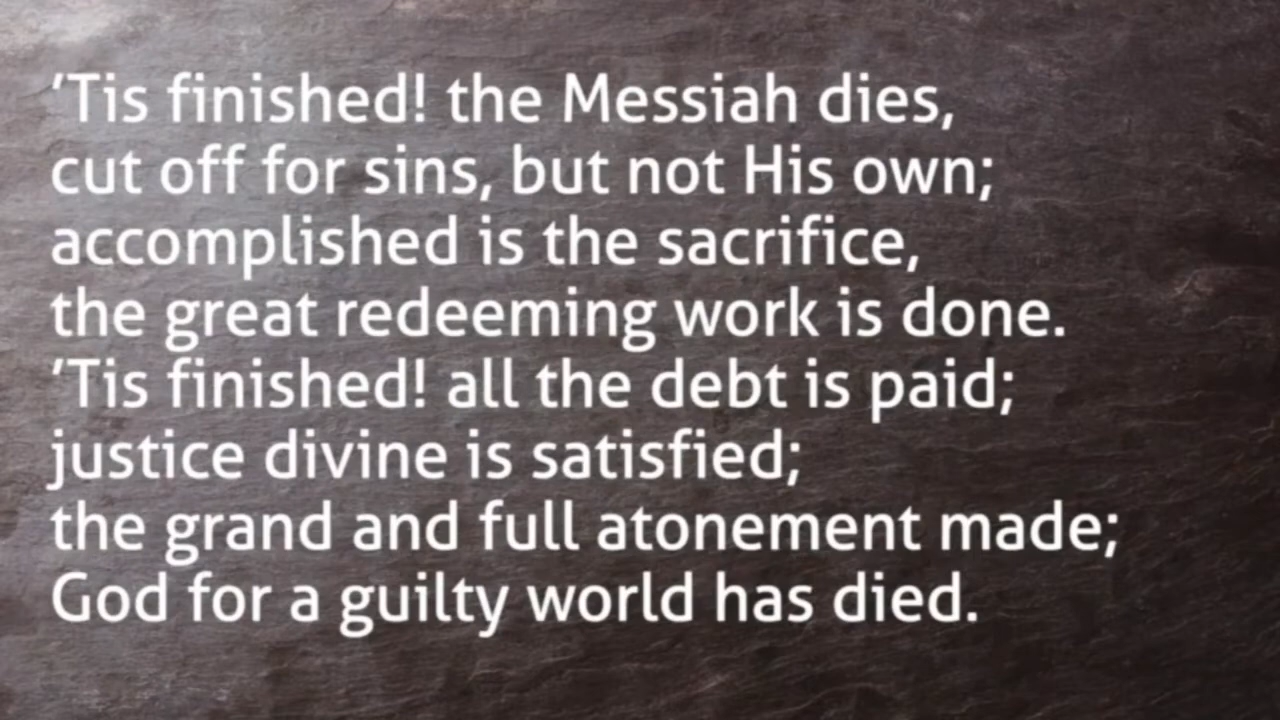 ’Tis finished! the Messiah dies,
cut off for sins, but not His own;
accomplished is the sacrifice,
the great redeeming work is done.
’Tis finished! all the debt is paid;
justice divine is satisfied;
the grand and full atonement made;
God for a guilty world has died.